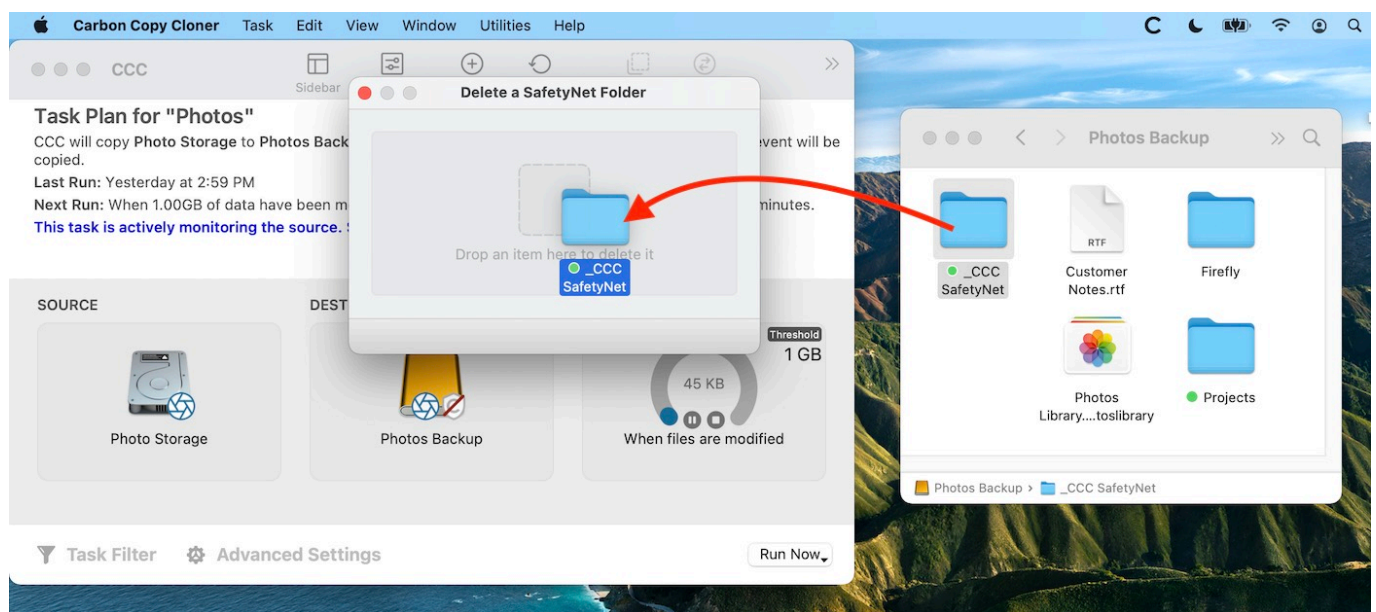 Carbon Copy Cloner Task Edit View Window Utilities Help
CCC
Sidebar
Delete a SafetyNet Folder
Task Plan for "Photos"
CCC will copy Photo Storage to Photos Back
event will be
copied.
Last Run: Yesterday at 2:59 PM
Next Run: When 1.00GB of data have been m
minutes.
This task is actively monitoring the source.
Drop an item here to delete it
_CCC
SafetyNet
SOURCE
DEST
Threshold
1 GB
45 KB
Photo Storage
Photos Backup
When files are modified
Task Filter
Advanced Settings
Run Now
Photos Backup
_CCC
SafetyNet
RTF
Customer
Notes.rtf
Firefly
Photos
Library....toslibrary
Projects
Photos Backup › _CCC SafetyNet